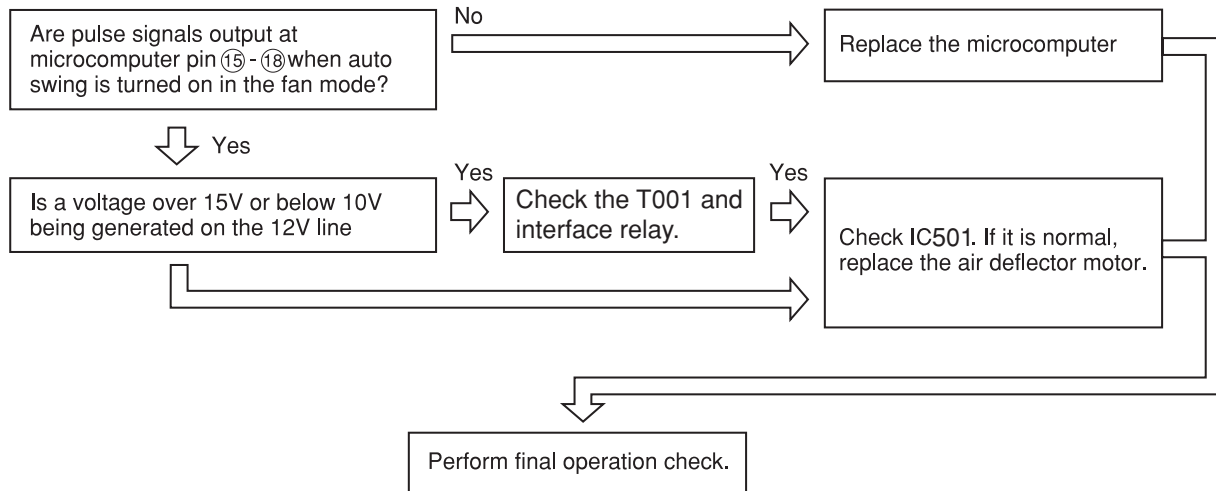 Are pulse signals output at
microcomputer pin ⑮-⑱ when auto
swing is turned on in the fan mode?
No
Replace the microcomputer
Yes
Is a voltage over 15V or below 10V
being generated on the 12V line
Yes
Check the T001 and
interface relay.
Yes
Check IC501. If it is normal,
replace the air deflector motor.
Perform final operation check.